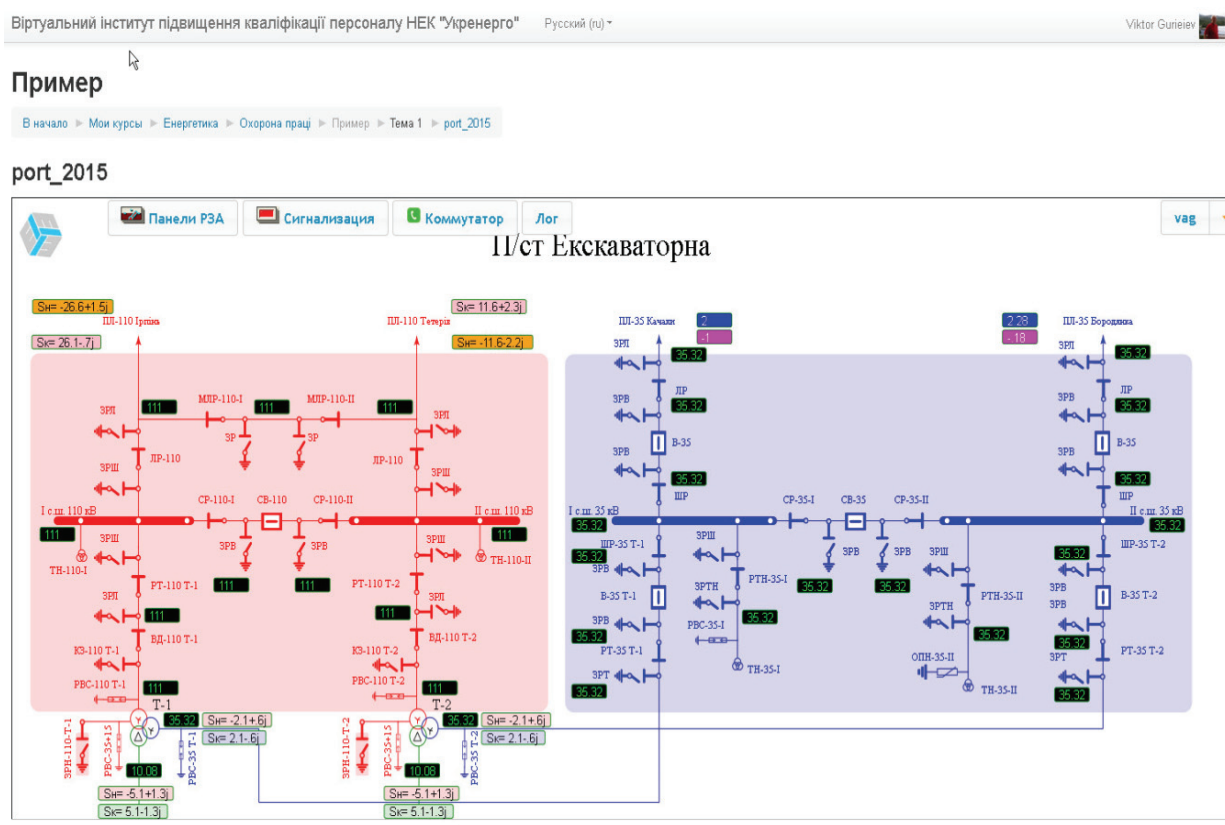 Віртуальний інститут підвищення кваліфікації персоналу НЕК "Укренерго" Русский (ru)
Viktor Gurieiev
Пример
В начало ► Мои курсы ► Енергетика ► Охорона праці ► Пример ► Тема 1 ► port_2015
port_2015
Панели РЗА Сигнализация Коммутатор Лог vag
П/ст Екскаваторна
Sн= -26.6+1.5j Sк= 11.6+2.3j
ПЛ-110 Ірпінь ПЛ-110 Тетерів ПЛ-35 Качали 2 2.28 ПЛ-35 Бородянка
Sк= 26.1-.7j Sн= -11.6-2.2j -1 -.18
ЗРЛ 35.32 ЗРЛ 35.32
МЛР-110-І МЛР-110-ІІ ЗРВ ЛР 35.32 ЗРВ ЛР 35.32
ЗРЛ 111 111 111 ЗРЛ
ЗР ЗР В-35 В-35
ЛР-110 ЛР-110 ЗРВ ЗРВ
ЗРШ ЗРШ 35.32 35.32
СР-110-І СВ-110 СР-110-ІІ ШР СР-35-І СВ-35 СР-35-ІІ ШР
І с.ш. 110 кВ ІІ с.ш. 110 кВ І с.ш. 35 кВ ІІ с.ш. 35 кВ
111 111 35.32 35.32
ЗРШ ЗРВ ЗРВ ЗРШ ШР-35 Т-1 ЗРШ ЗРВ ЗРВ ЗРШ ШР-35 Т-2
ТН-110-І ТН-110-ІІ 35.32 35.32
ЗРВ ЗРВ
РТ-110 Т-1 111 111 РТ-110 Т-2 РТН-35-І 35.32 35.32 РТН-35-ІІ
ЗРЛ ЗРЛ В-35 Т-1 ЗРТН ЗРТН ЗРВ В-35 Т-2
111 111 ЗРВ РВС-35-І 35.32 35.32 ЗРВ
ВД-110 Т-1 ВД-110 Т-2 35.32 35.32
КЗ-110 Т-1 КЗ-110 Т-2 РТ-35 Т-1 ОПН-35-ІІ ЗРТ РТ-35 Т-2
РВС-110 Т-1 111 РВС-110 Т-2 111 ЗРТ ТН-35-І ТН-35-ІІ
35.32 35.32
Т-1 Т-2
35.32 Sн= -2.1+.6j 35.32 Sн= -2.1+.6j
Sк= 2.1-.6j Sк= 2.1-.6j
ЗРН-110-Т-1 РВС-35+15 РВС-35 Т-1 ЗРН-110-Т-2 РВС-35+15 РВС-35 Т-2
10.08 10.08
Sн= -5.1+1.3j Sн= -5.1+1.3j
Sк= 5.1-1.3j Sк= 5.1-1.3j